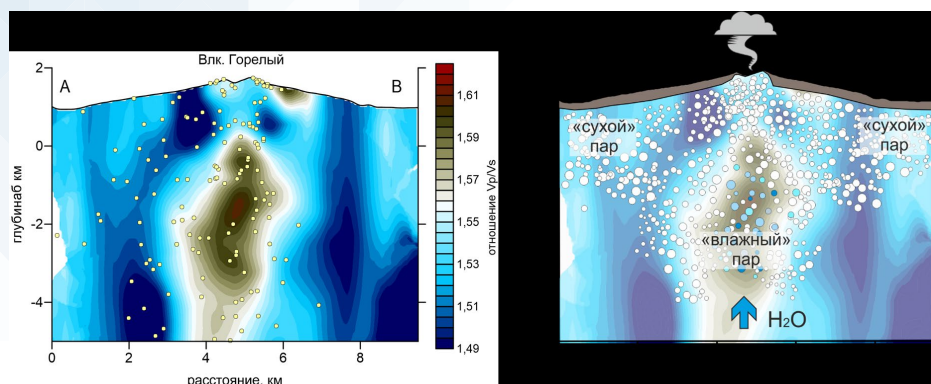 Влк. Горелый
A
B
2
0
-2
-4
глубинаб км
0
2
4
6
8
расстояние, км
1,61
1,59
1,57
1,55
1,53
1,51
1,49
отношение Vp/Vs
«сухой»
пар
«сухой»
пар
«влажный»
пар
H₂O